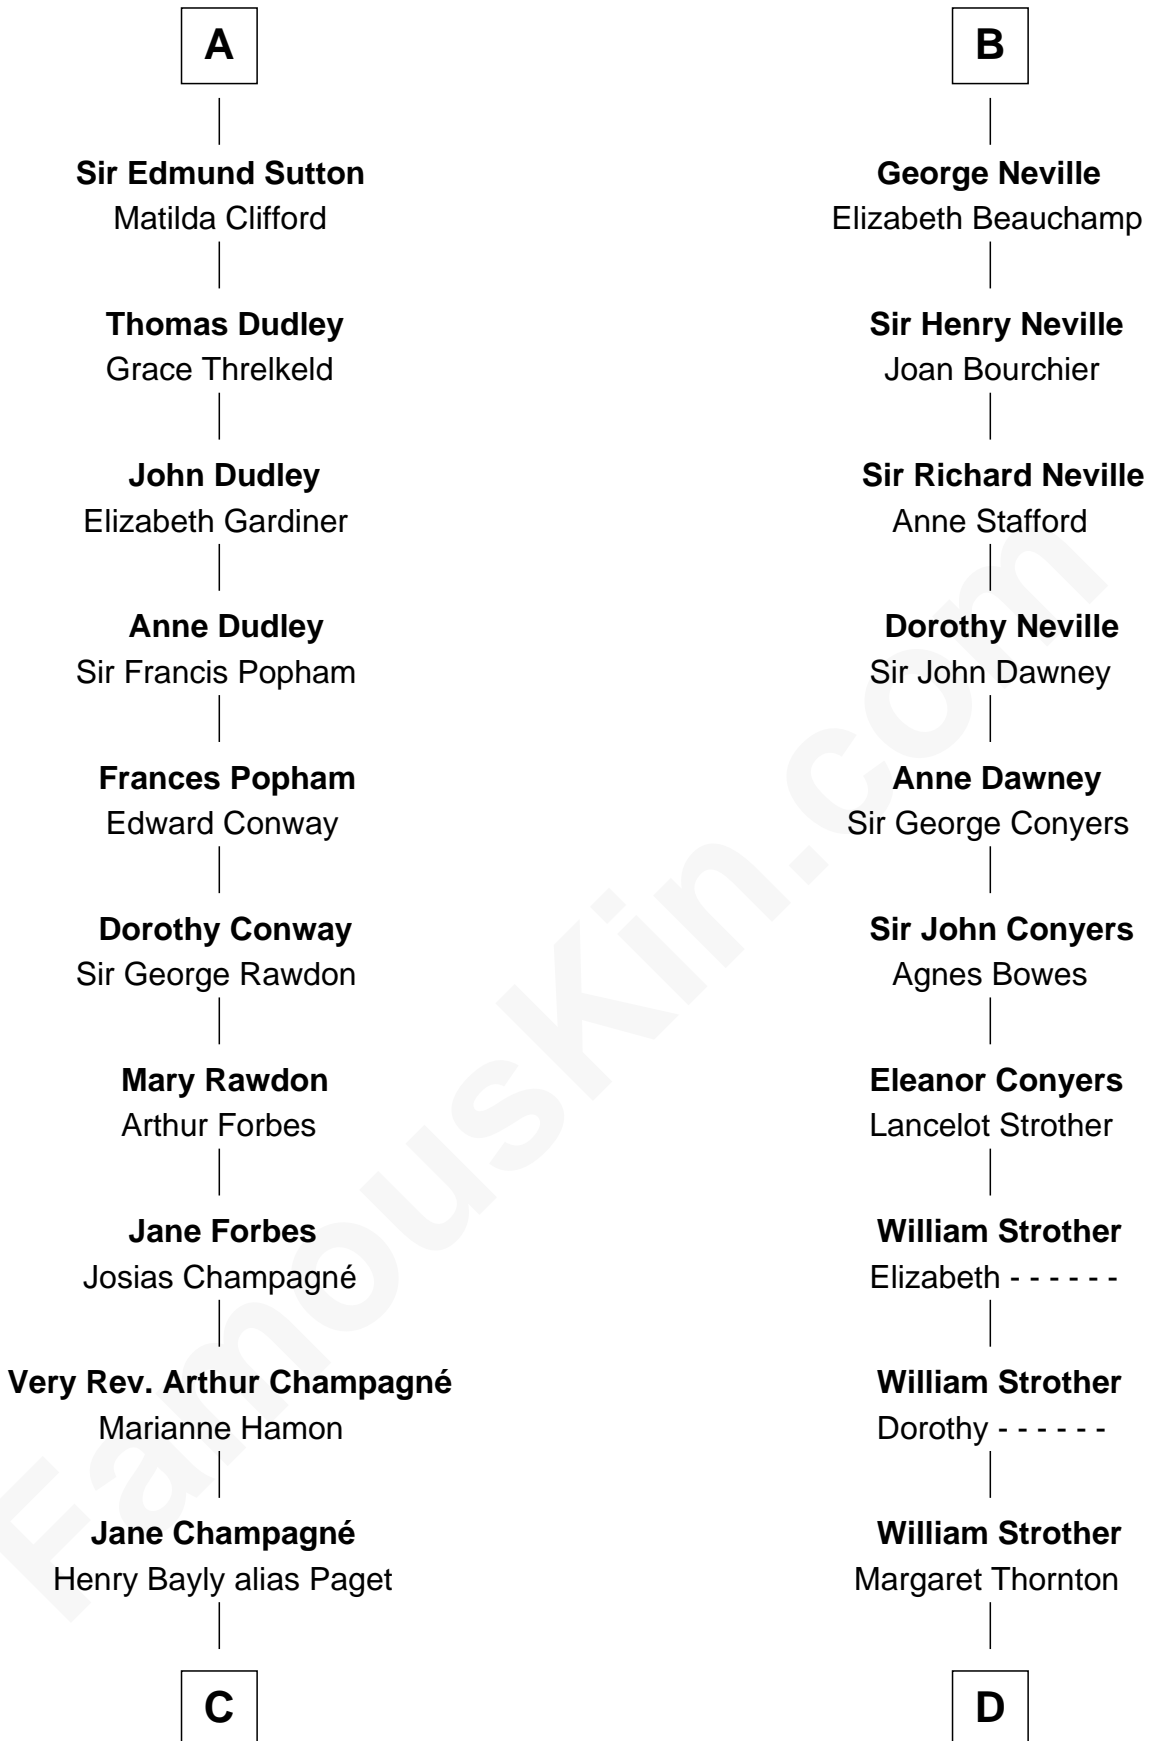 A
Sir Edmund Sutton
Matilda Clifford
Thomas Dudley
Grace Threlkeld
John Dudley
Elizabeth Gardiner
Anne Dudley
Sir Francis Popham
Frances Popham
Edward Conway
Dorothy Conway
Sir George Rawdon
Mary Rawdon
Arthur Forbes
Jane Forbes
Josias Champagné
Very Rev. Arthur Champagné
Marianne Hamon
Jane Champagné
Henry Bayly alias Paget
C
B
George Neville
Elizabeth Beauchamp
Sir Henry Neville
Joan Bourchier
Sir Richard Neville
Anne Stafford
Dorothy Neville
Sir John Dawney
Anne Dawney
Sir George Conyers
Sir John Conyers
Agnes Bowes
Eleanor Conyers
Lancelot Strother
William Strother
Elizabeth - - - - - -
William Strother
Dorothy - - - - - -
William Strother
Margaret Thornton
D
FamousKin.com